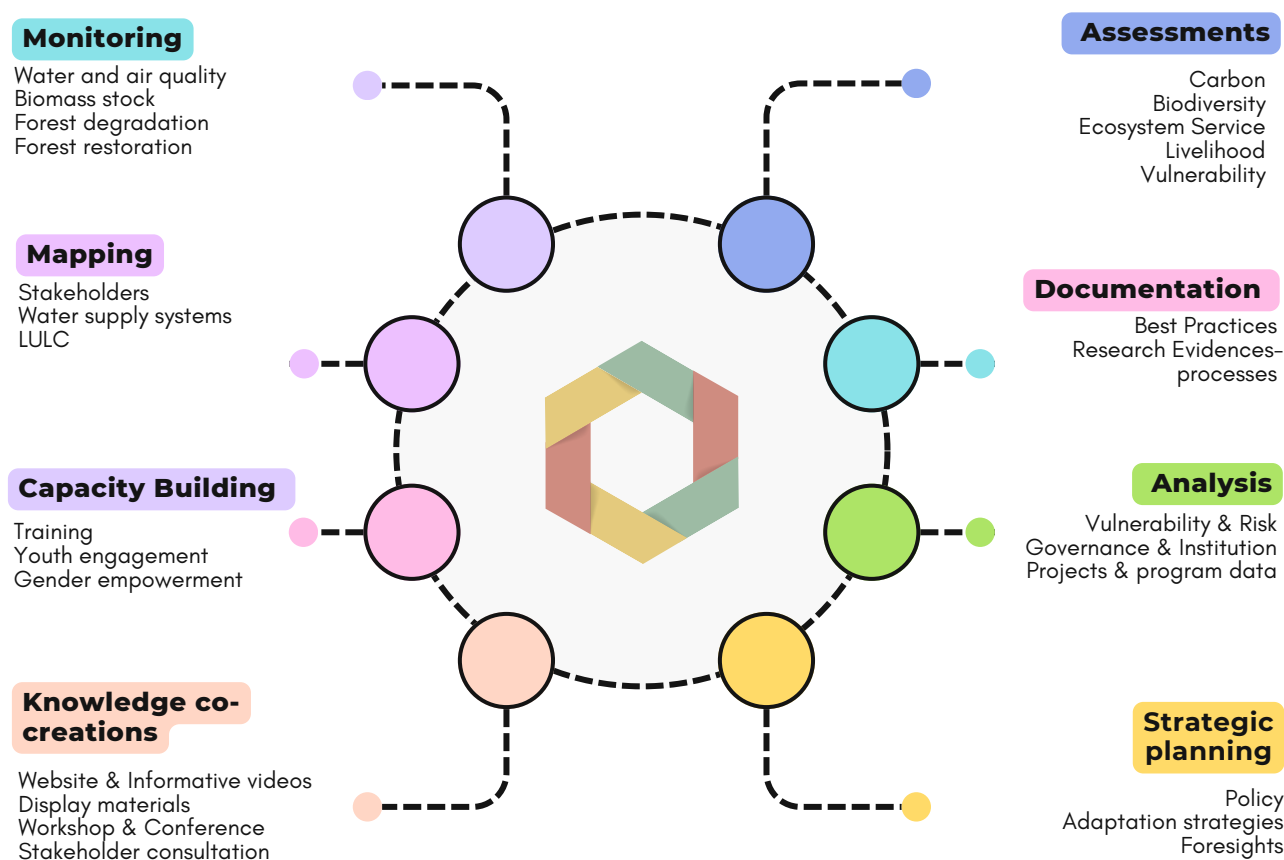 Monitoring
Water and air quality
Biomass stock
Forest degradation
Forest restoration
Mapping
Stakeholders
Water supply systems
LULC
Capacity Building
Training
Youth engagement
Gender empowerment
Knowledge co-
creations
Website & Informative videos
Display materials
Workshop & Conference
Stakeholder consultation
Assessments
Carbon
Biodiversity
Ecosystem Service
Livelihood
Vulnerability
Documentation
Best Practices
Research Evidences-
processes
Analysis
Vulnerability & Risk
Governance & Institution
Projects & program data
Strategic
planning
Policy
Adaptation strategies
Foresights